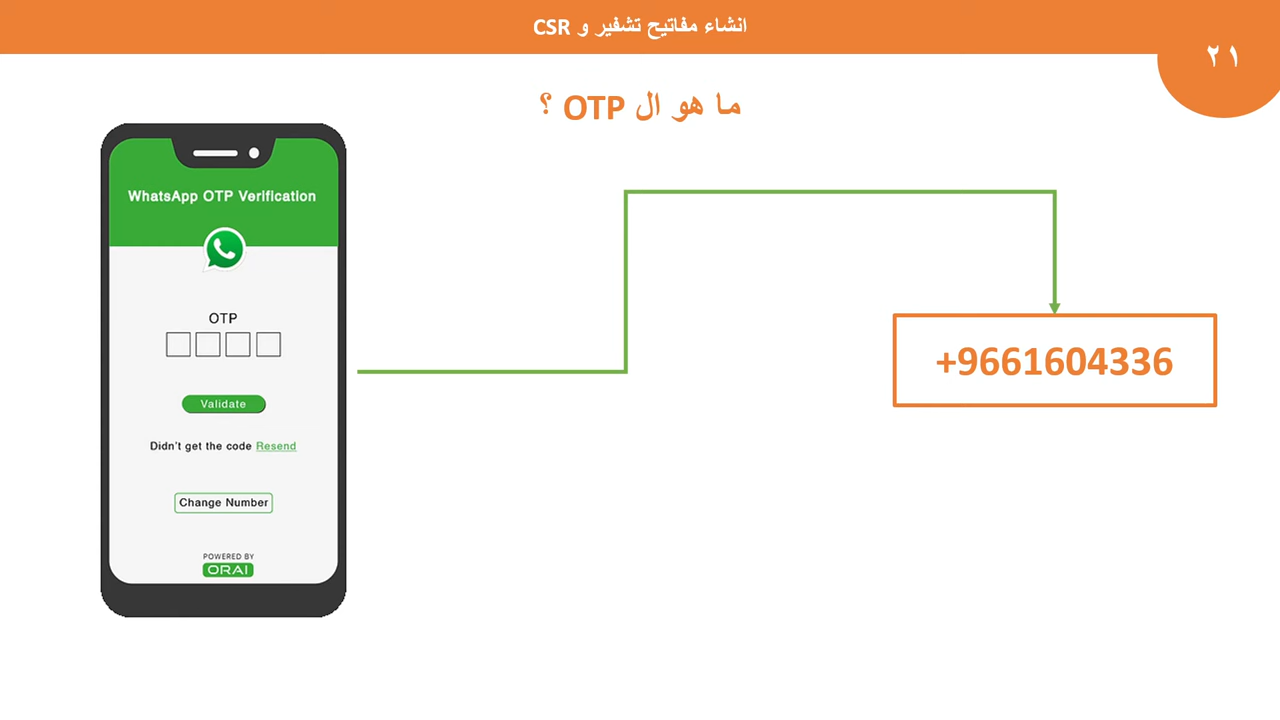 انشاء مفاتيح تشفير و CSR
٢١
ما هو ال OTP ؟
WhatsApp OTP Verification
OTP
Validate
Didn't get the code Resend
Change Number
POWERED BY
ORAI
+9661604336